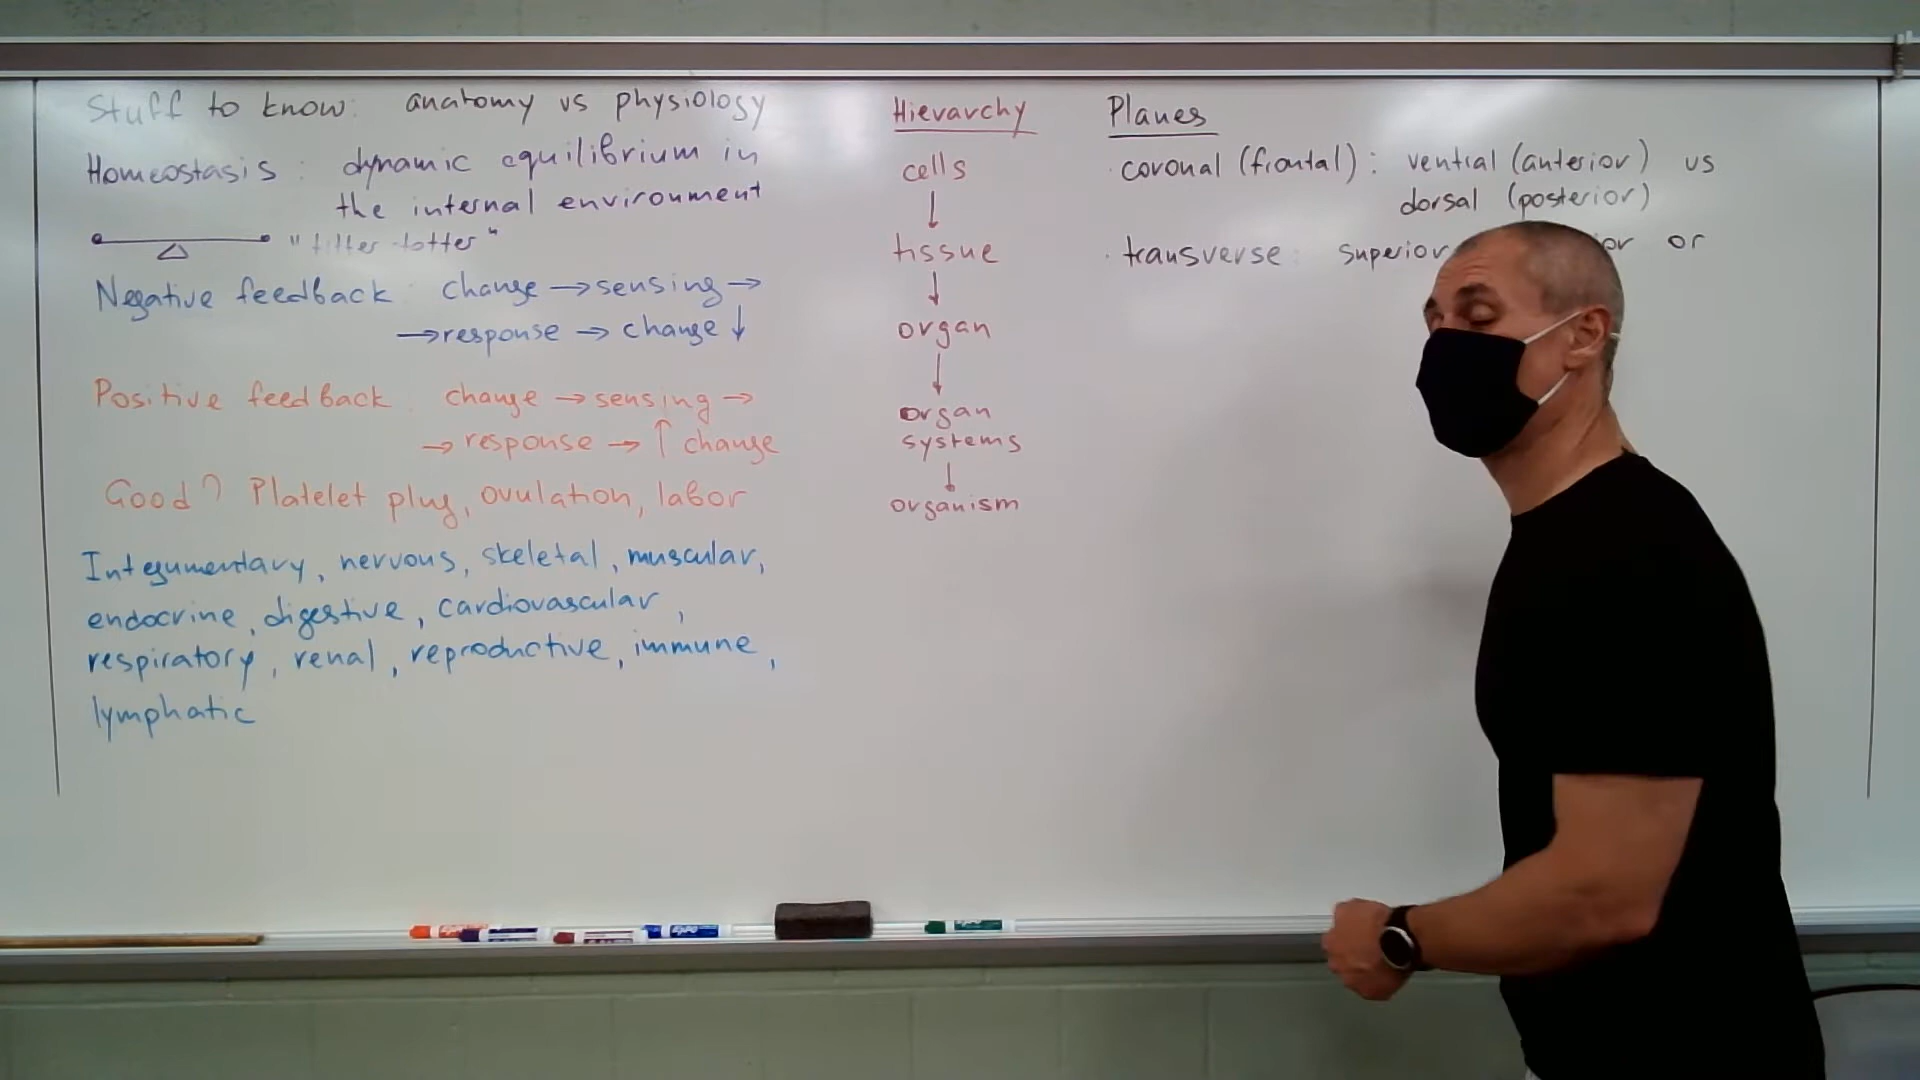 Stuff to know: anatomy vs physiology
Homeostasis: dynamic equilibrium in
the internal environment
"titter-totter"
Negative feedback: change → sensing →
→ response → change ↓
Positive feedback: change → sensing →
→ response → ↑ change
Good? Platelet plug, ovulation, labor
Integumentary, nervous, skeletal, muscular,
endocrine, digestive, cardiovascular,
respiratory, renal, reproductive, immune,
lymphatic
Hierarchy
cells
↓
tissue
↓
organ
↓
organ
systems
↓
organism
Planes
· coronal (frontal): ventral (anterior) vs
dorsal (posterior)
· transverse: superior or